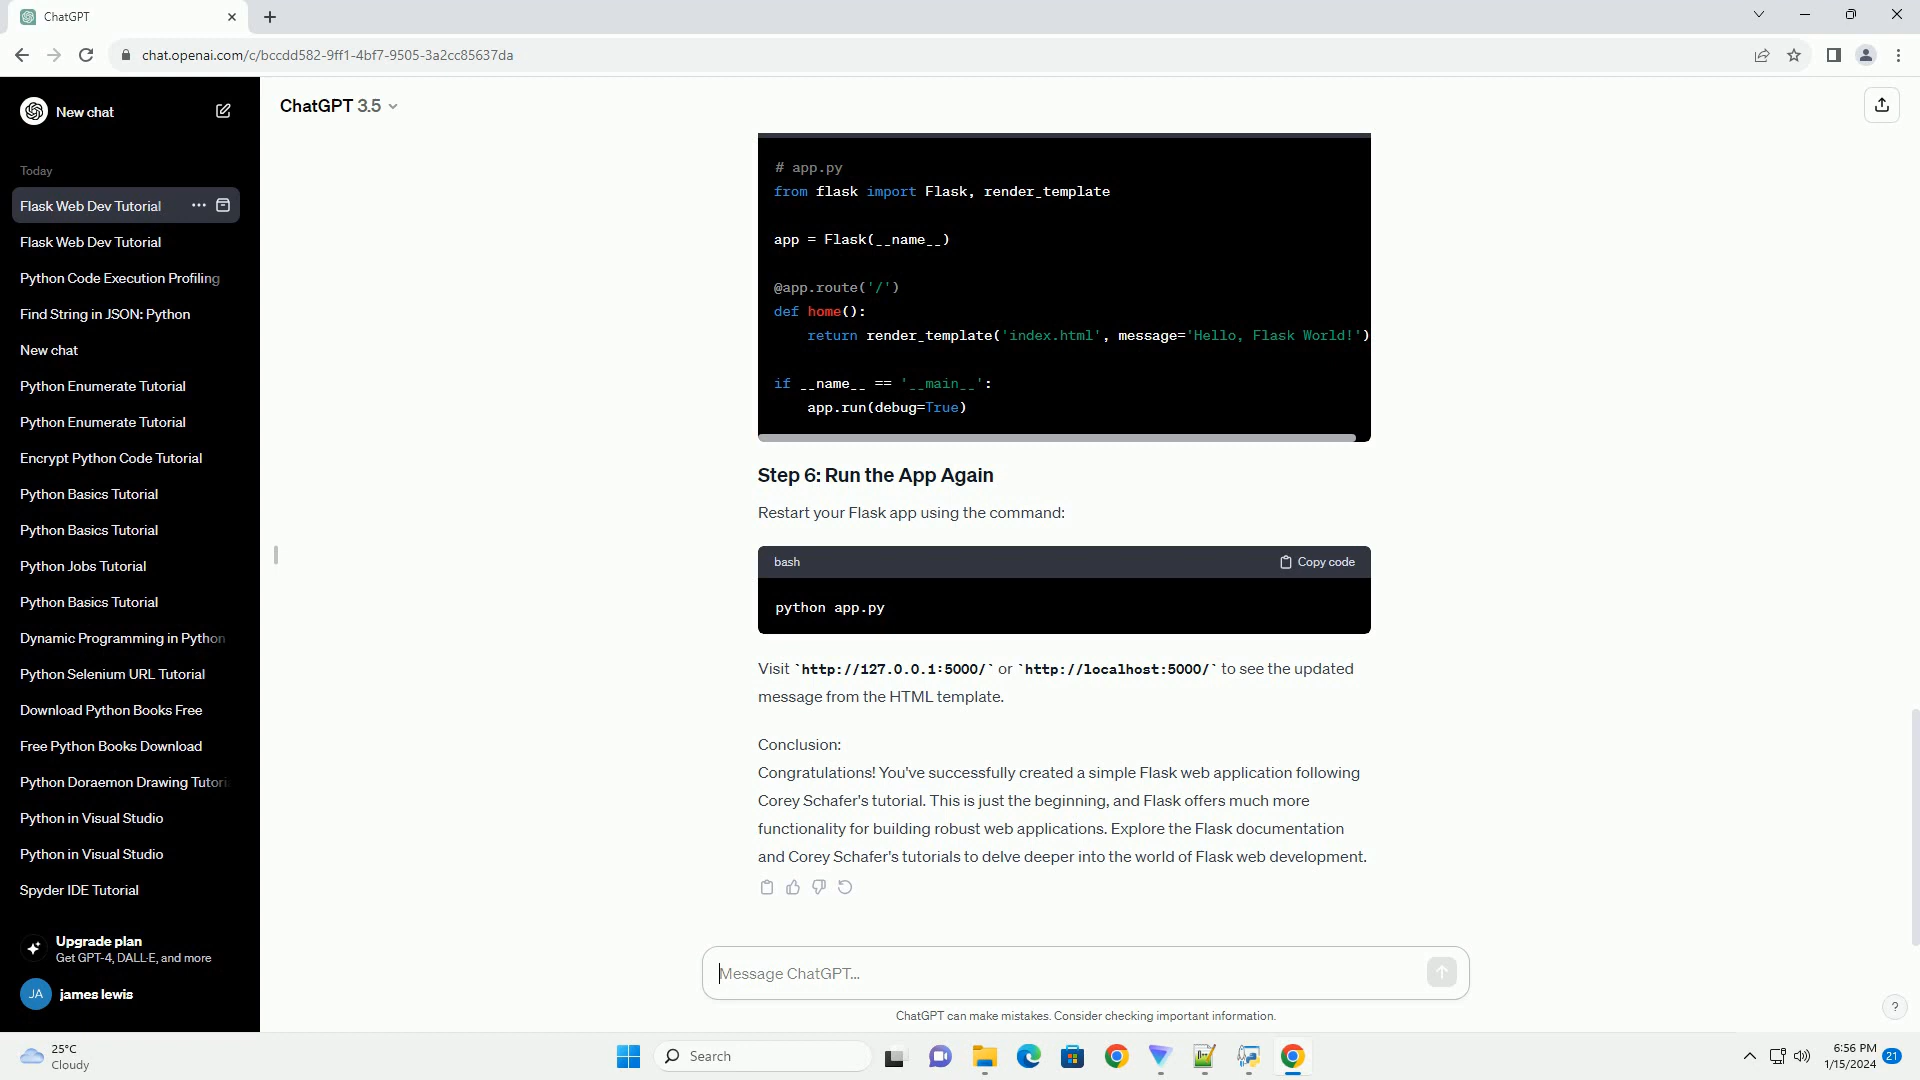 ChatGPT
chat.openai.com/c/bccdd582-9ff1-4bf7-9505-3a2cc85637da
New chat
Today
Flask Web Dev Tutorial
Flask Web Dev Tutorial
Python Code Execution Profiling
Find String in JSON: Python
New chat
Python Enumerate Tutorial
Python Enumerate Tutorial
Encrypt Python Code Tutorial
Python Basics Tutorial
Python Basics Tutorial
Python Jobs Tutorial
Python Basics Tutorial
Dynamic Programming in Python
Python Selenium URL Tutorial
Download Python Books Free
Free Python Books Download
Python Doraemon Drawing Tutori
Python in Visual Studio
Python in Visual Studio
Spyder IDE Tutorial
Upgrade plan
Get GPT-4, DALL·E, and more
JA james lewis
ChatGPT 3.5
# app.py
from flask import Flask, render_template
app = Flask(__name__)
@app.route('/')
def home():
    return render_template('index.html', message='Hello, Flask World!')
if __name__ == '__main__':
    app.run(debug=True)
Step 6: Run the App Again
Restart your Flask app using the command:
bash Copy code
python app.py
Visit `http://127.0.0.1:5000/` or `http://localhost:5000/` to see the updated
message from the HTML template.
Conclusion:
Congratulations! You've successfully created a simple Flask web application following
Corey Schafer's tutorial. This is just the beginning, and Flask offers much more
functionality for building robust web applications. Explore the Flask documentation
and Corey Schafer's tutorials to delve deeper into the world of Flask web development.
Message ChatGPT...
ChatGPT can make mistakes. Consider checking important information.
?
25°C
Cloudy
Search
6:56 PM
1/15/2024
21